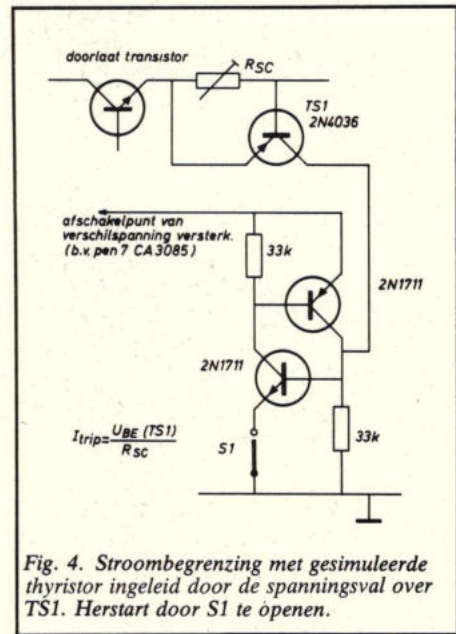 doorlaat transistor
RSC
TS1
2N4036
afschakelpunt van
verschilspanning versterk.
(b.v. pen 7 CA3085)
33k
2N1711
2N1711
Itrip= UBE (TS1)
RSC
S1
33k
Fig. 4. Stroombegrenzing met gesimuleerde
thyristor ingeleid door de spanningsval over
TS1. Herstart door S1 te openen.